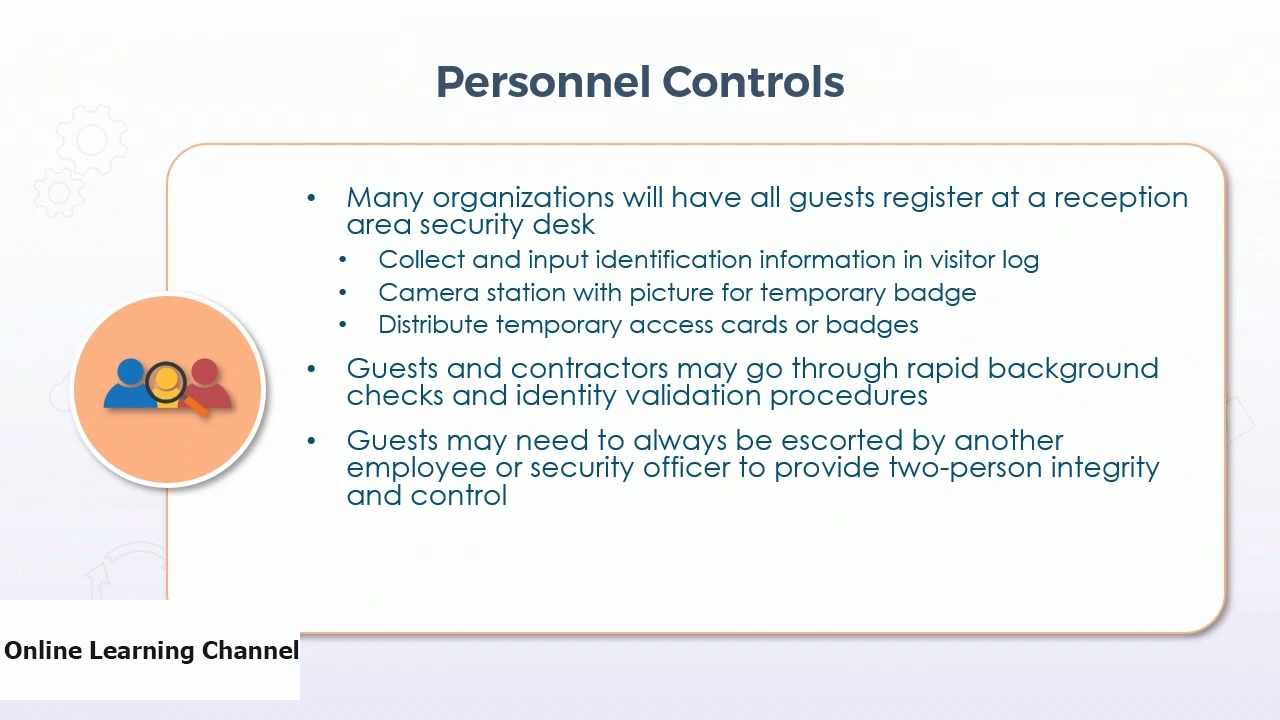 Personnel Controls
• Many organizations will have all guests register at a reception
area security desk
• Collect and input identification information in visitor log
• Camera station with picture for temporary badge
• Distribute temporary access cards or badges
• Guests and contractors may go through rapid background
checks and identity validation procedures
• Guests may need to always be escorted by another
employee or security officer to provide two-person integrity
and control
Online Learning Channel